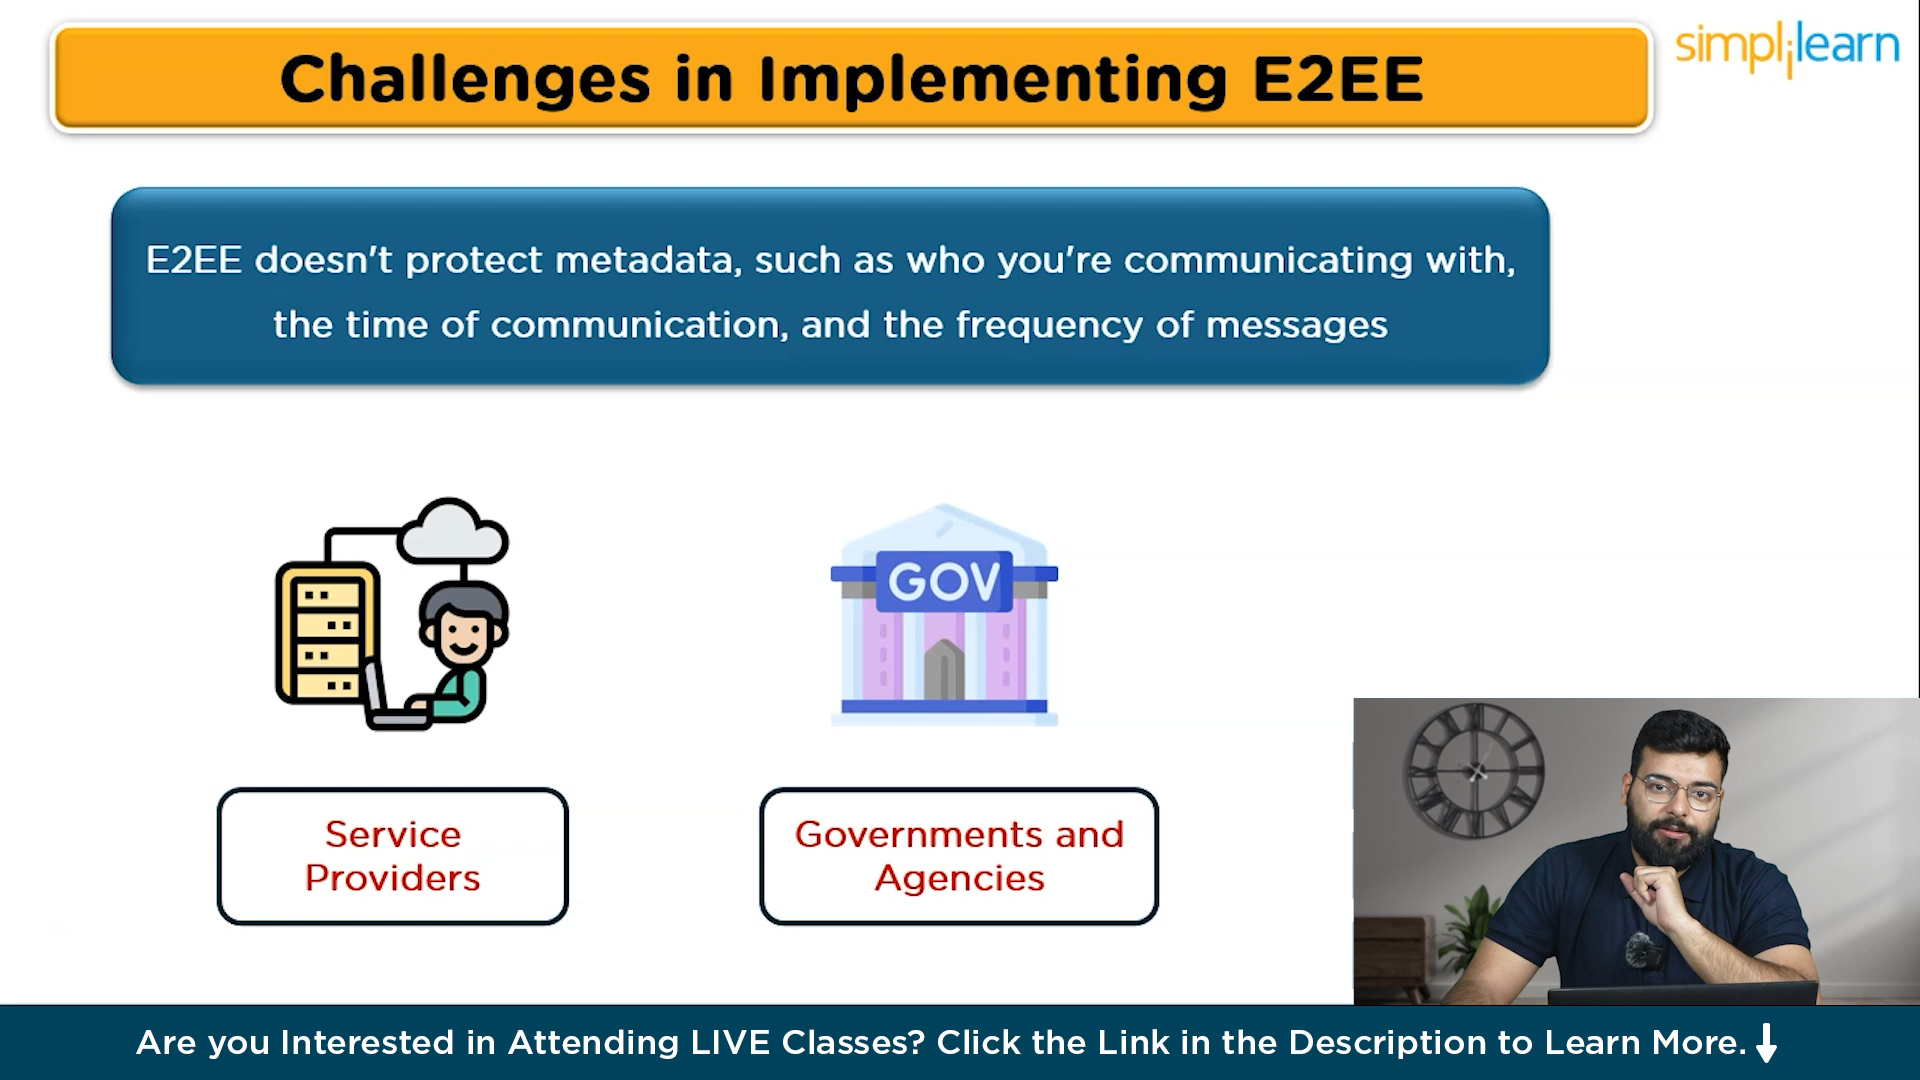 Challenges in Implementing E2EE
simplilearn
E2EE doesn't protect metadata, such as who you're communicating with,
the time of communication, and the frequency of messages
GOV
Service
Providers
Governments and
Agencies
Are you Interested in Attending LIVE Classes? Click the Link in the Description to Learn More.